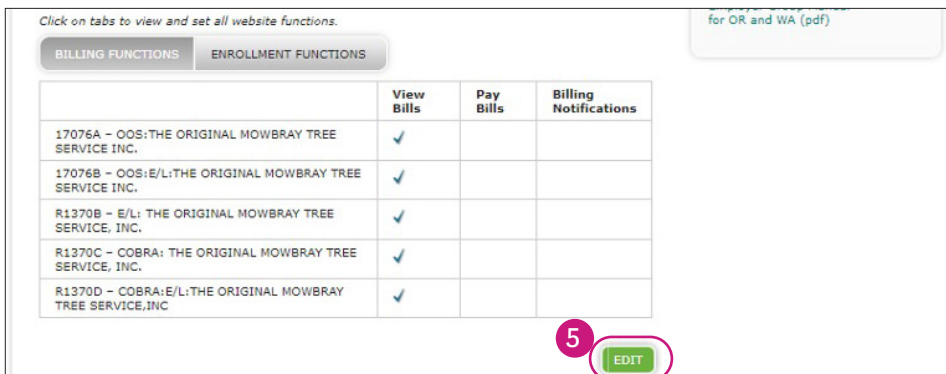 Click on tabs to view and set all website functions.
for OR and WA (pdf)
BILLING FUNCTIONS ENROLLMENT FUNCTIONS
View Bills Pay Bills Billing Notifications
17076A – OOS:THE ORIGINAL MOWBRAY TREE
SERVICE INC.
17076B – OOS:E/L:THE ORIGINAL MOWBRAY TREE
SERVICE INC.
R1370B – E/L: THE ORIGINAL MOWBRAY TREE
SERVICE, INC.
R1370C – COBRA: THE ORIGINAL MOWBRAY TREE
SERVICE, INC.
R1370D – COBRA:E/L:THE ORIGINAL MOWBRAY
TREE SERVICE,INC
5
EDIT